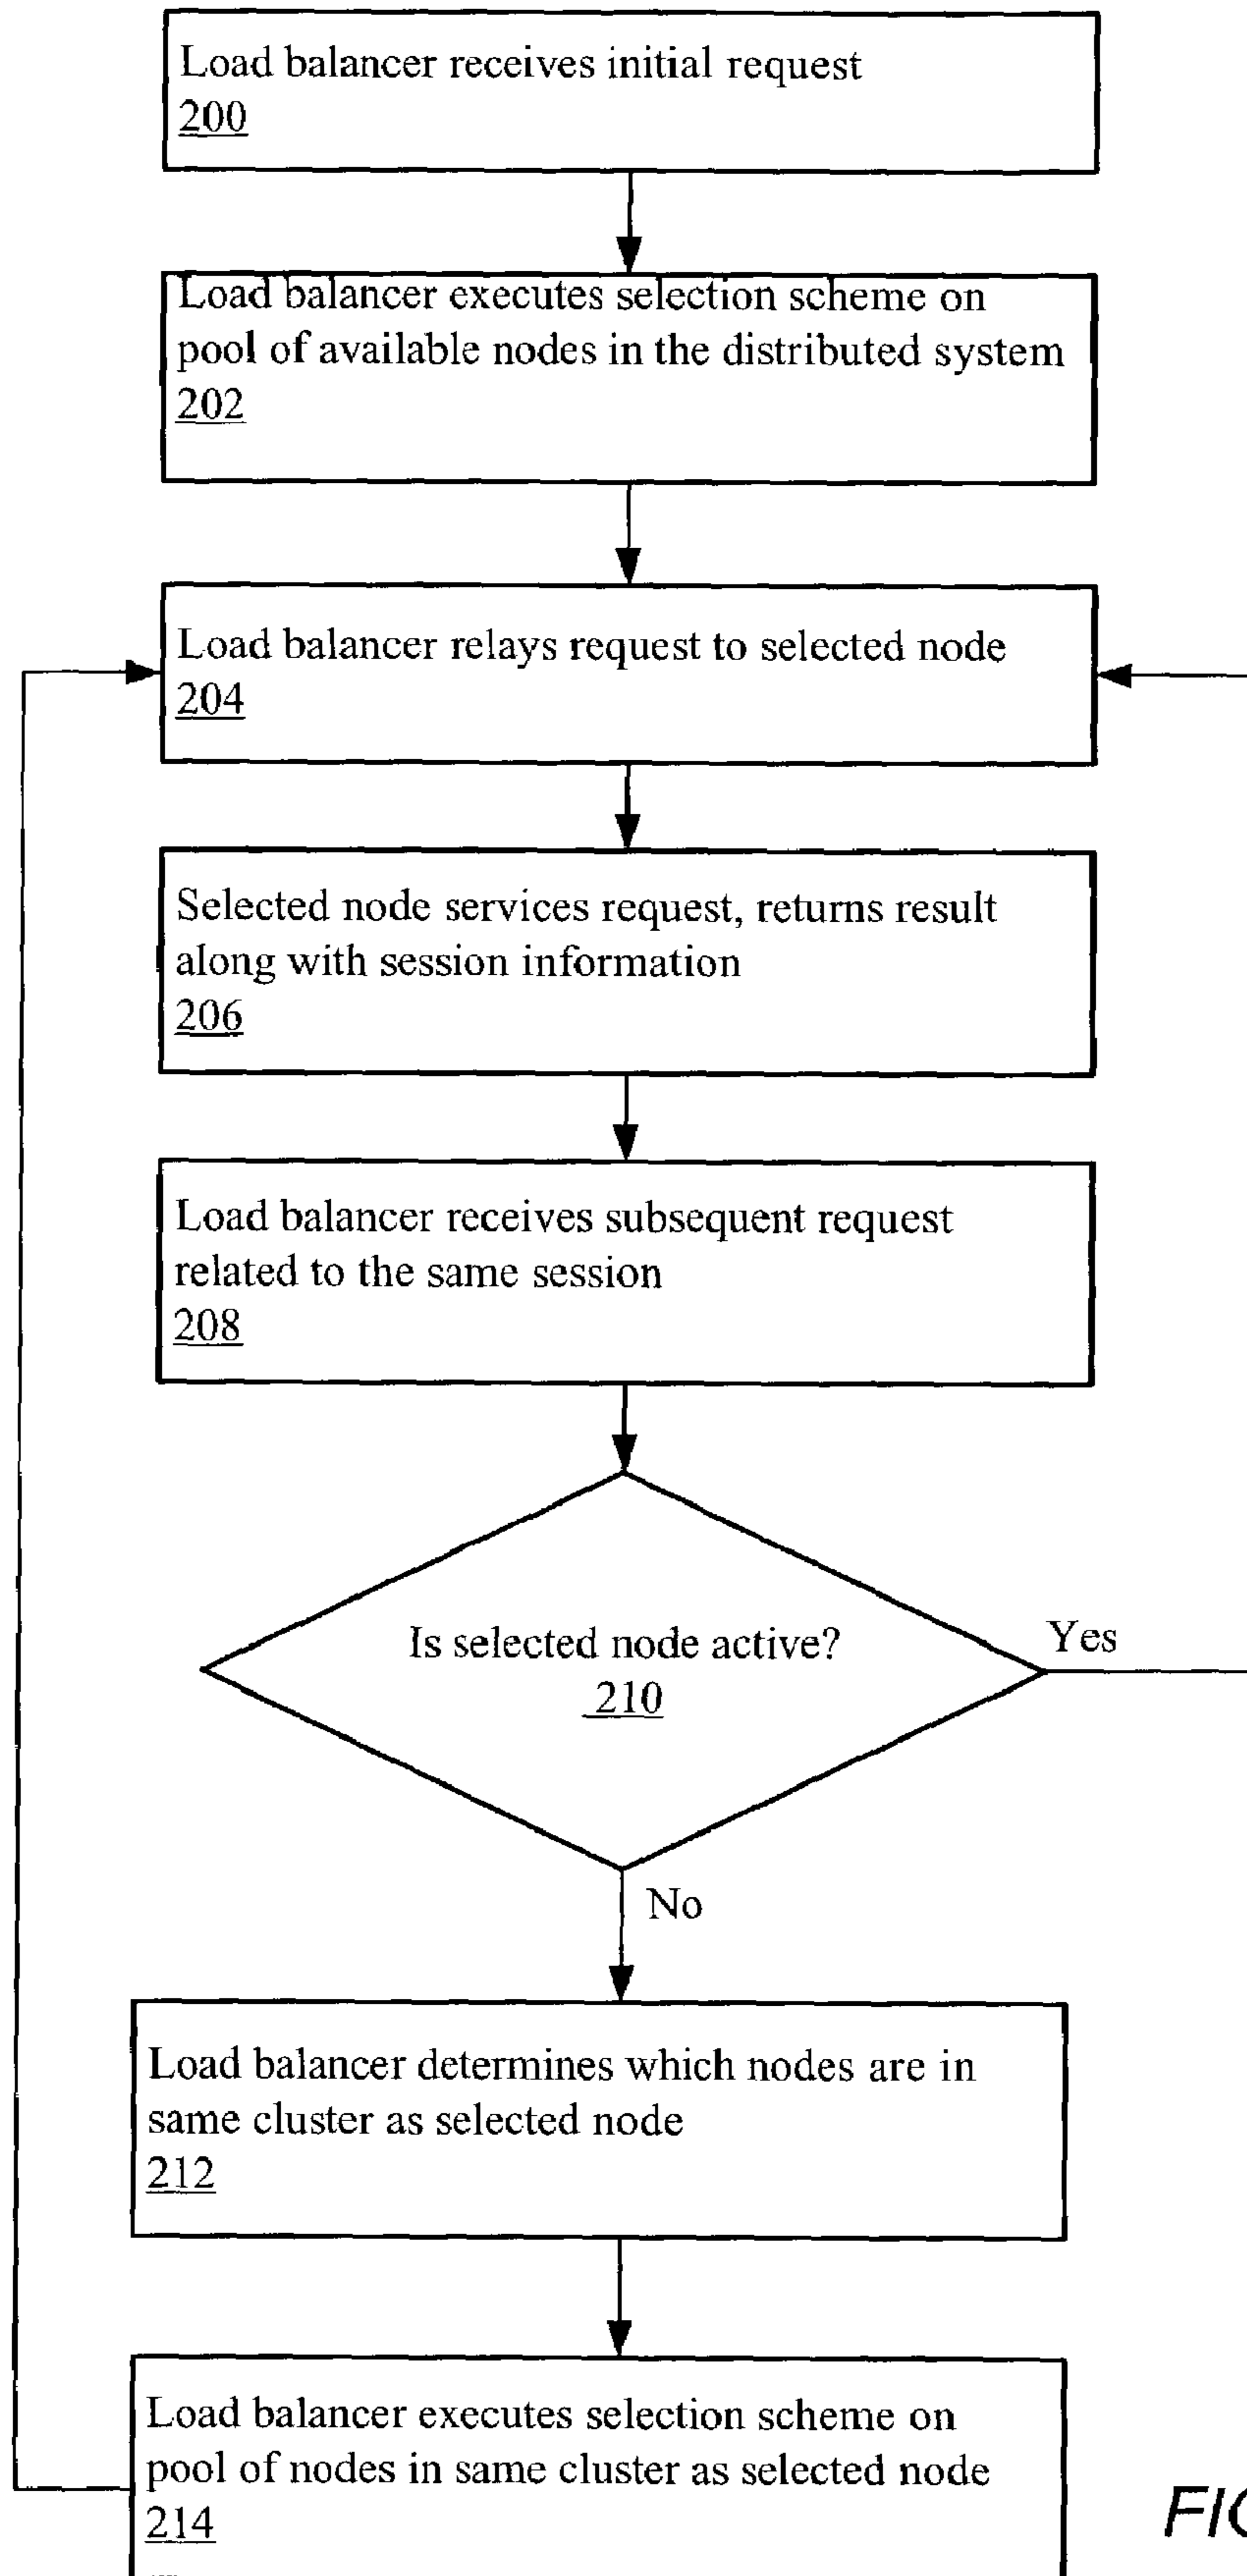 Load balancer receives initial request
200
Load balancer executes selection scheme on
pool of available nodes in the distributed system
202
Load balancer relays request to selected node
204
Selected node services request, returns result
along with session information
206
Load balancer receives subsequent request
related to the same session
208
Is selected node active?
210
Yes
No
Load balancer determines which nodes are in
same cluster as selected node
212
Load balancer executes selection scheme on
pool of nodes in same cluster as selected node
214